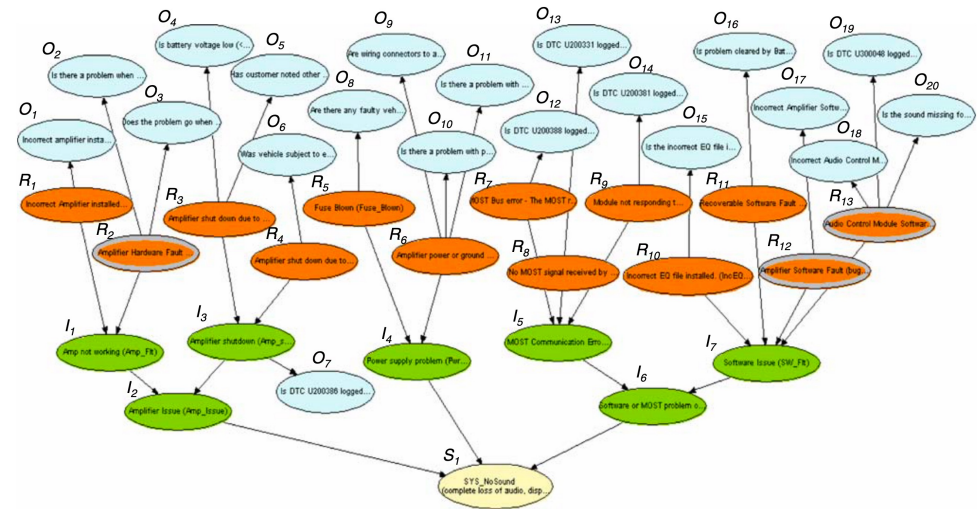 O9
O13
O4
O16
O19
O2
Is battery voltage low (<...
O5
Are wiring connectors to a...
O11
Is DTC U200331 logged...
Is problem cleared by Bat...
Is DTC U300048 logged...
Is there a problem when ...
Has customer noted other ...
O8
Is there a problem with ...
O14
O17
O20
O3
O12
Is DTC U200381 logged...
O1
Does the problem go when ...
Are there any faulty veh...
Incorrect Amplifier Softw...
Is the sound missing fo...
O6
O10
Is DTC U200388 logged...
O15
O18
Incorrect amplifier insta...
Was vehicle subject to e...
Is there a problem with p...
Is the incorrect EQ file i...
Incorrect Audio Control M...
R1
R3
R5
R7
R9
R11
R13
Incorrect Amplifier installed...
Amplifier shut down due to ...
Fuse Blown (Fuse_Blown)
MOST Bus error - The MOST r...
Module not responding t...
Recoverable Software Fault ...
Audio Control Module Softwar...
R2
R4
R6
R8
R10
R12
Amplifier Hardware Fault ...
Amplifier shut down due to...
Amplifier power or ground ...
No MOST signal received by ...
Incorrect EQ file installed. (IncEQ...
Amplifier Software Fault (bug...
I1
I3
I4
I5
I7
Amp not working (Amp_Flt)
Amplifier shutdown (Amp_s...
Power supply problem (Pwr...
MOST Communication Erro...
Software Issue (SW_Flt)
I2
O7
I6
Amplifier Issue (Amp_Issue)
Is DTC U200386 logged...
Software or MOST problem o...
S1
SYS_NoSound
(complete loss of audio, disp...